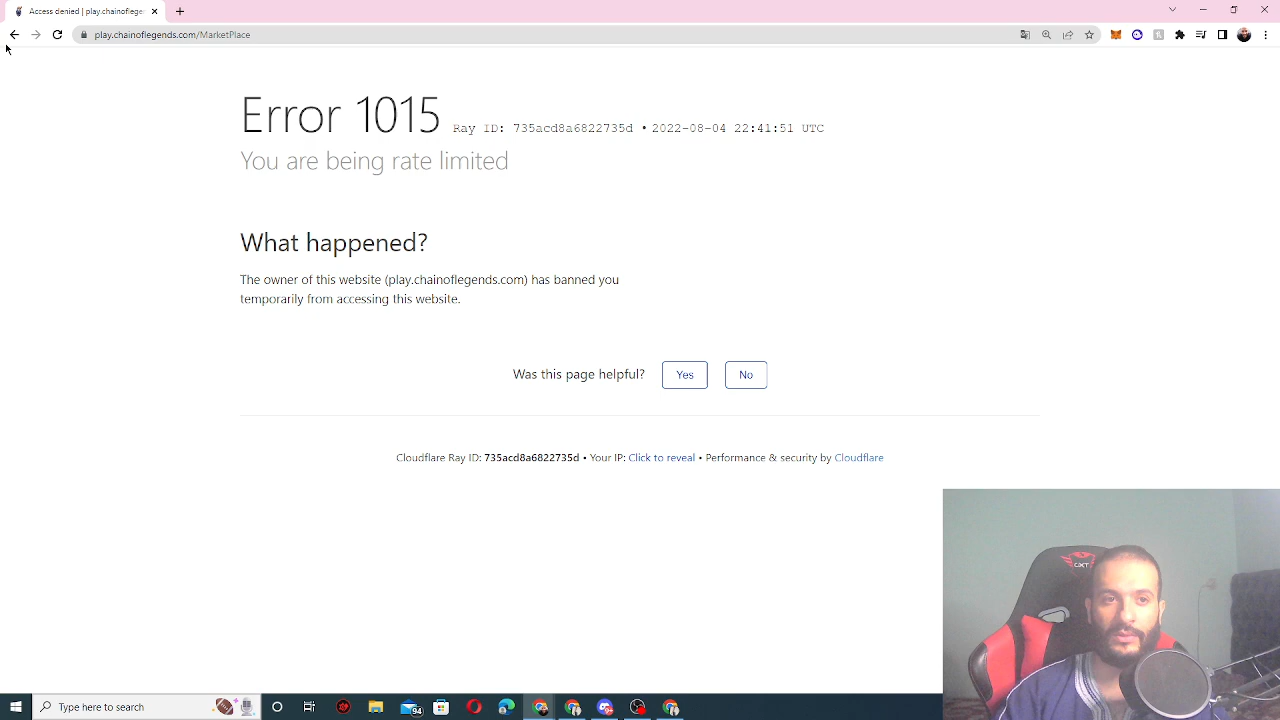 Access denied | play.chainofleger
play.chainoflegends.com/MarketPlace
Error 1015 Ray ID: 735acd8a6822735d • 2022-08-04 22:41:51 UTC
You are being rate limited
What happened?
The owner of this website (play.chainoflegends.com) has banned you
temporarily from accessing this website.
Was this page helpful? Yes No
Cloudflare Ray ID: 735acd8a6822735d • Your IP: Click to reveal • Performance & security by Cloudflare
GXT
Type here to search
94